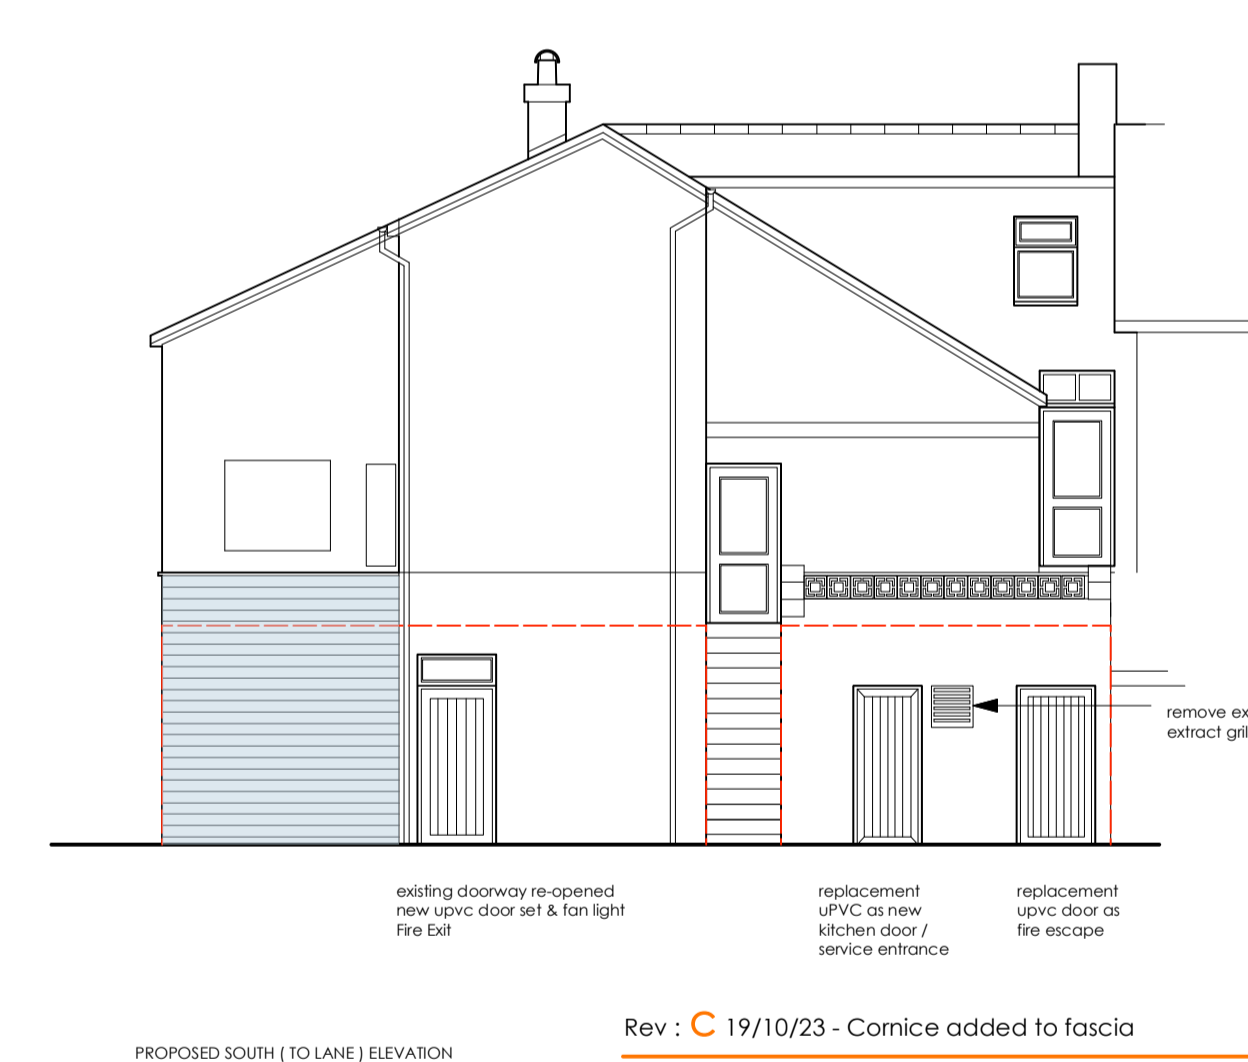 remove ex
extract gril
existing doorway re-opened
new upvc door set & fan light
Fire Exit
replacement
uPVC as new
kitchen door /
service entrance
replacement
upvc door as
fire escape
Rev : C 19/10/23 - Cornice added to fascia
PROPOSED SOUTH ( TO LANE ) ELEVATION